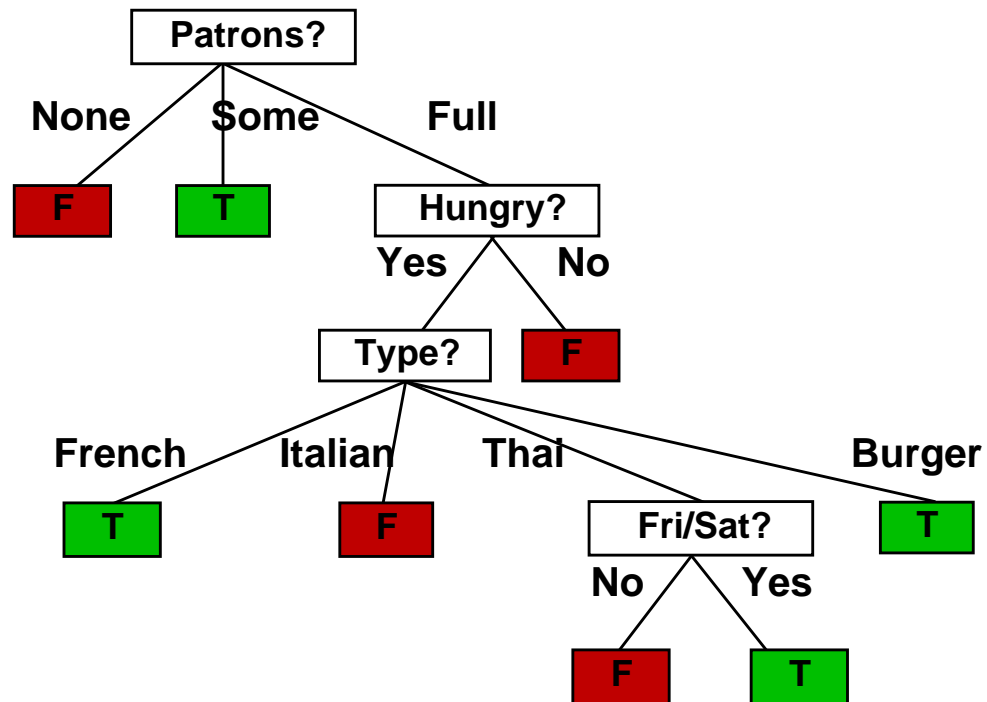 Patrons?
None Some Full
F T Hungry?
Yes No
Type? F
French Italian Thai Burger
T F Fri/Sat? T
No Yes
F T